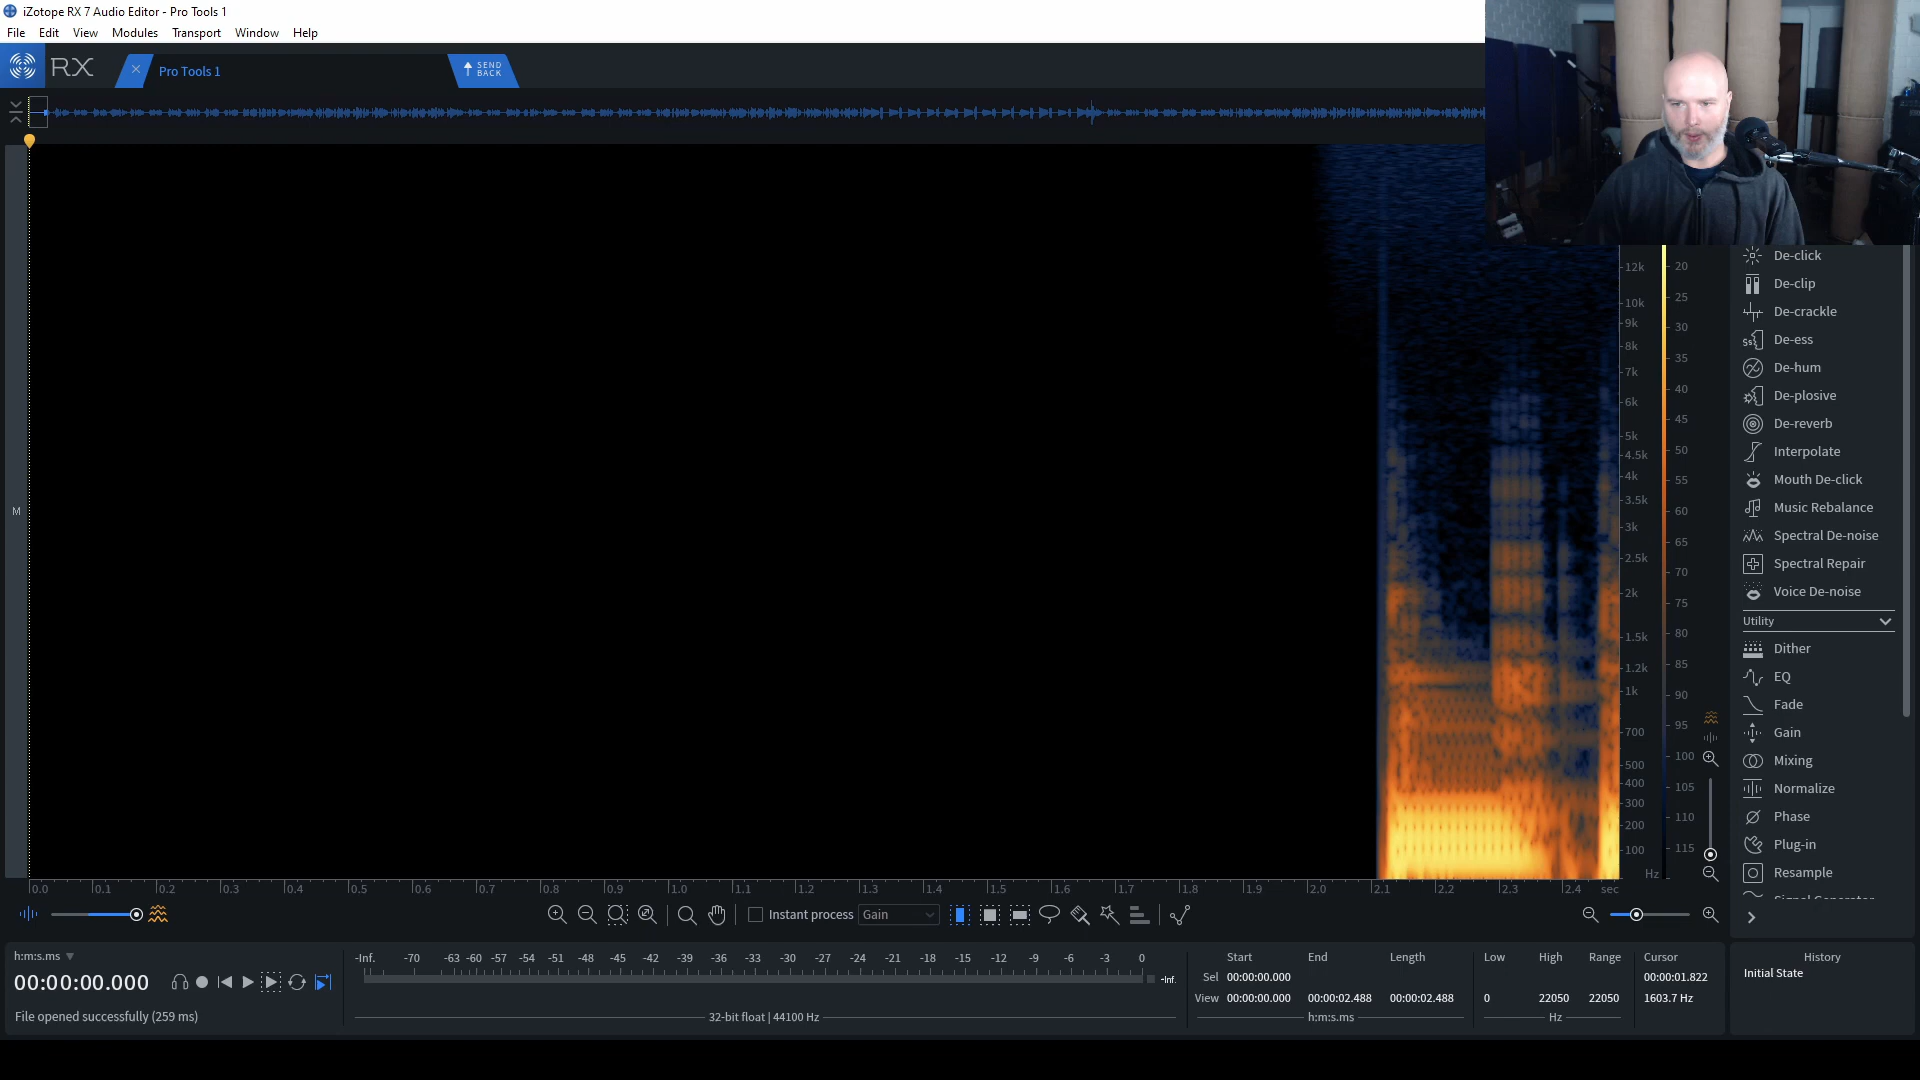 iZotope RX 7 Audio Editor - Pro Tools 1
File Edit View Modules Transport Window Help
RX
Pro Tools 1
SEND
BACK
M
12k
10k
9k
8k
7k
6k
5k
4.5k
4k
3.5k
3k
2.5k
2k
1.5k
1.2k
1k
700
500
400
300
200
100
Hz
20
25
30
35
40
45
50
55
60
65
70
75
80
85
90
95
100
105
110
115
De-click
De-clip
De-crackle
De-ess
De-hum
De-plosive
De-reverb
Interpolate
Mouth De-click
Music Rebalance
Spectral De-noise
Spectral Repair
Voice De-noise
Utility
Dither
EQ
Fade
Gain
Mixing
Normalize
Phase
Plug-in
Resample
Signal Generator
0.0 0.1 0.2 0.3 0.4 0.5 0.6 0.7 0.8 0.9 1.0 1.1 1.2 1.3 1.4 1.5 1.6 1.7 1.8 1.9 2.0 2.1 2.2 2.3 2.4 sec
Instant process Gain
h:m:s.ms
00:00:00.000
File opened successfully (259 ms)
-Inf. -70 -63 -60 -57 -54 -51 -48 -45 -42 -39 -36 -33 -30 -27 -24 -21 -18 -15 -12 -9 -6 -3 0
-Inf.
32-bit float | 44100 Hz
Start End Length
Sel 00:00:00.000
View 00:00:00.000 00:00:02.488 00:00:02.488
h:m:s.ms
Low High Range
0 22050 22050
Hz
Cursor
00:00:01.822
1603.7 Hz
History
Initial State